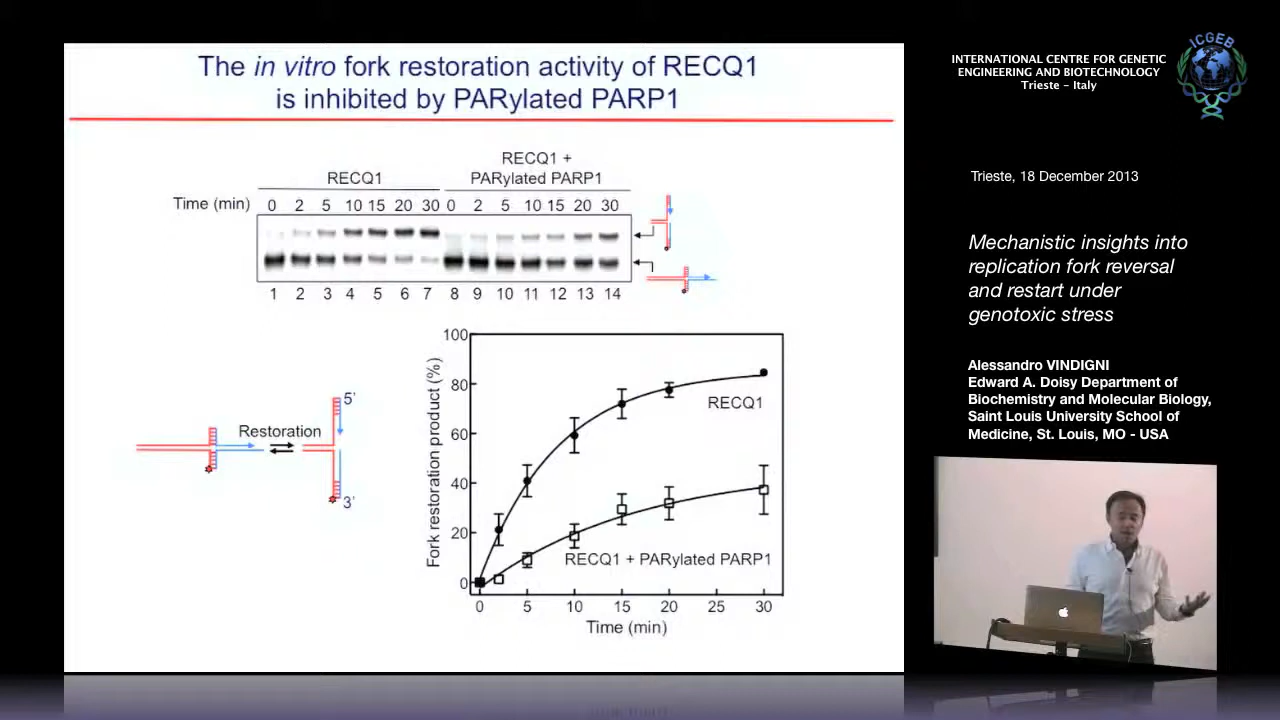 The in vitro fork restoration activity of RECQ1
is inhibited by PARylated PARP1
RECQ1 +
RECQ1
PARylated PARP1
Time (min) 0 2 5 10 15 20 30 0 2 5 10 15 20 30
1 2 3 4 5 6 7 8 9 10 11 12 13 14
5'
Restoration
3'
Fork restoration product (%)
100
80
60
40
20
0
RECQ1
RECQ1 + PARylated PARP1
0 5 10 15 20 25 30
Time (min)
INTERNATIONAL CENTRE FOR GENETIC
ENGINEERING AND BIOTECHNOLOGY
Trieste - Italy
ICGEB
Trieste, 18 December 2013
Mechanistic insights into
replication fork reversal
and restart under
genotoxic stress
Alessandro VINDIGNI
Edward A. Doisy Department of
Biochemistry and Molecular Biology,
Saint Louis University School of
Medicine, St. Louis, MO - USA